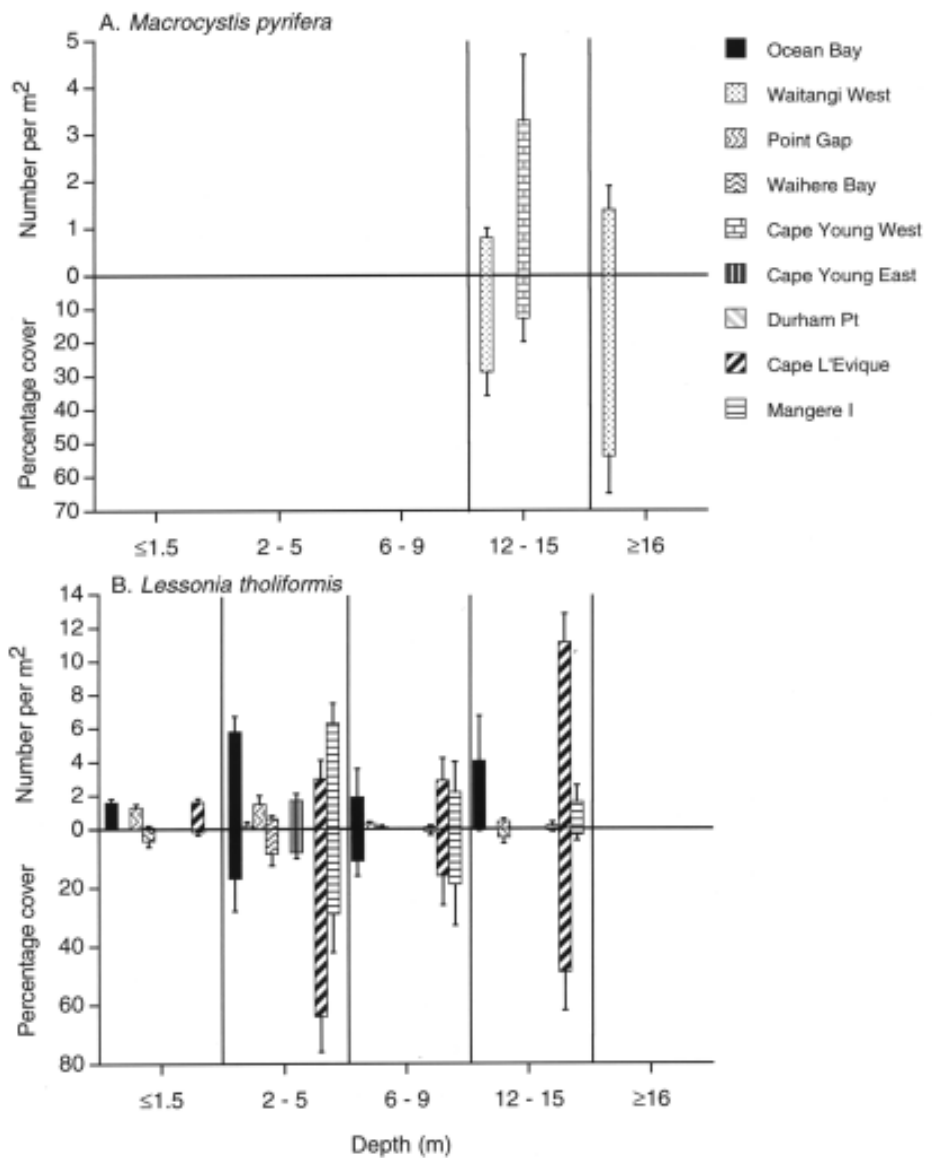 A. Macrocystis pyrifera
Number per m2
5
4
3
2
1
0
Percentage cover
10
20
30
40
50
60
70
≤1.5
2 - 5
6 - 9
12 - 15
≥16
Ocean Bay
Waitangi West
Point Gap
Waihere Bay
Cape Young West
Cape Young East
Durham Pt
Cape L'Evique
Mangere I
B. Lessonia tholiformis
Number per m2
14
12
10
8
6
4
2
0
Percentage cover
20
40
60
80
≤1.5
2 - 5
6 - 9
12 - 15
≥16
Depth (m)